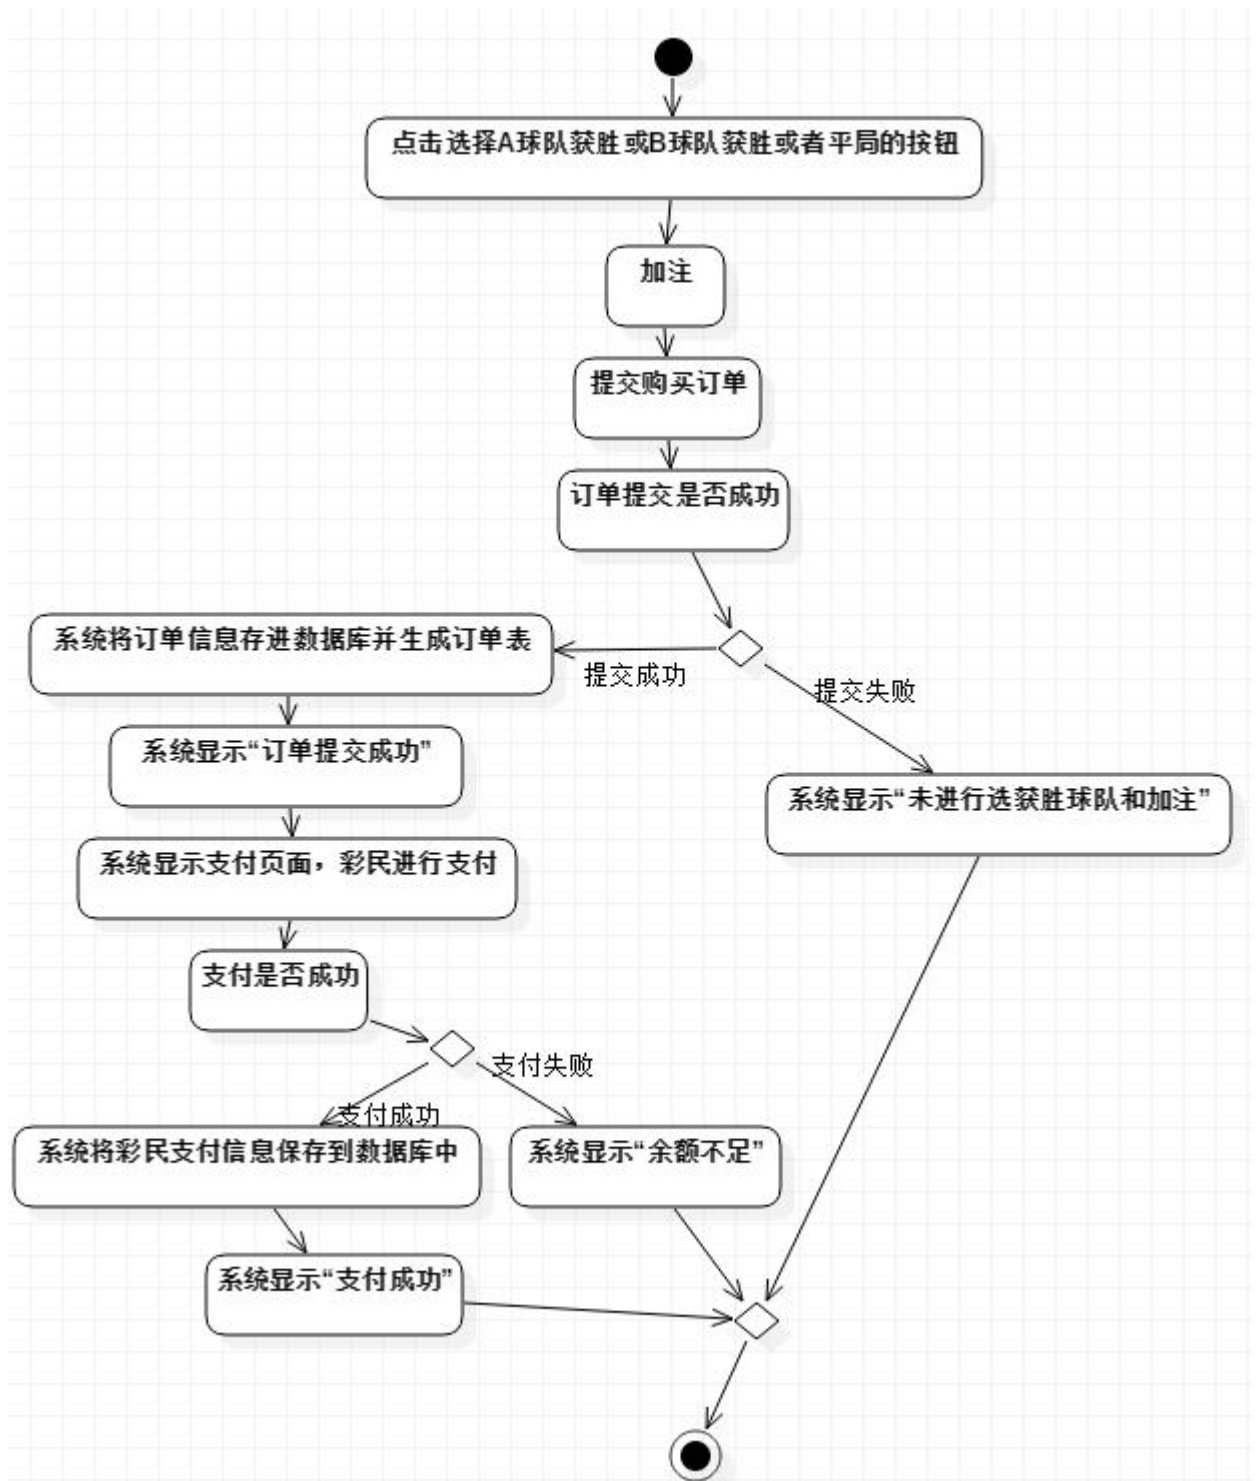 点击选择A球队获胜或B球队获胜或者平局的按钮
加注
提交购买订单
订单提交是否成功
系统将订单信息存进数据库并生成订单表
提交成功
提交失败
系统显示“订单提交成功”
系统显示“未进行选获胜球队和加注”
系统显示支付页面，彩民进行支付
支付是否成功
支付失败
支付成功
系统将彩民支付信息保存到数据库中
系统显示“余额不足”
系统显示“支付成功”